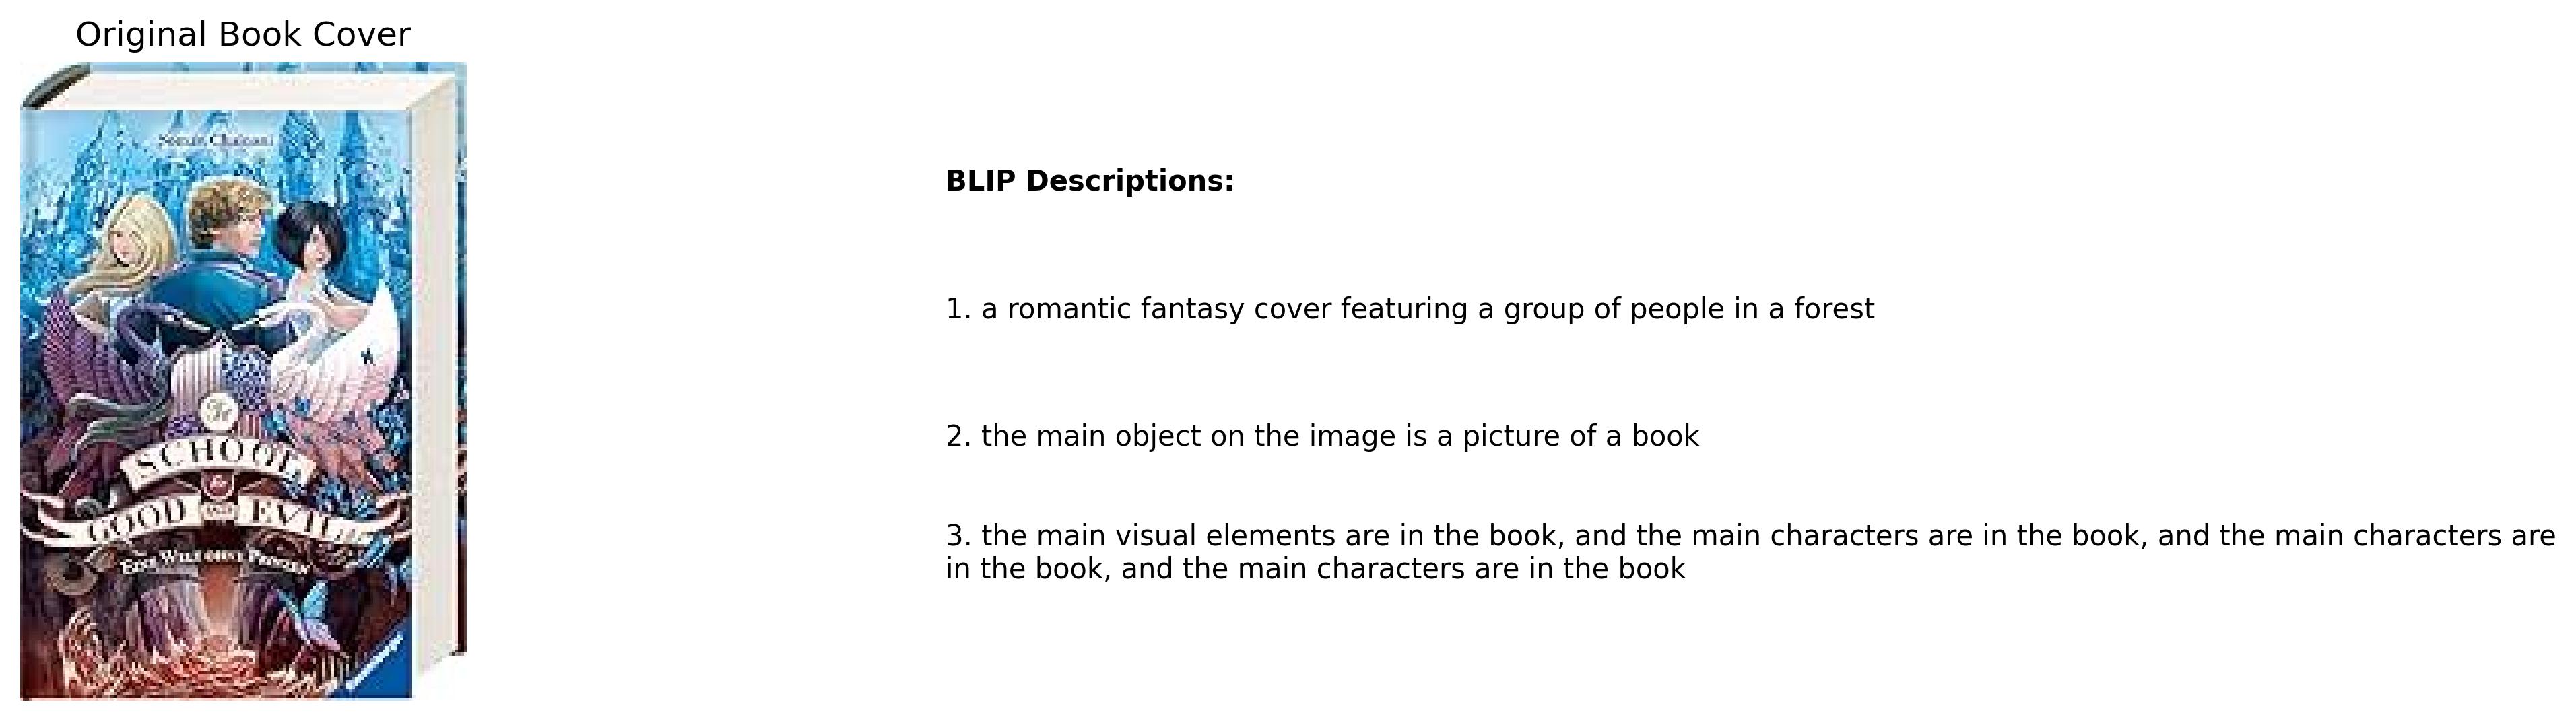 Original Book Cover
Soman Chainani
The
SCHOOL
for
GOOD AND EVIL
Eine Welt ohne Prinzen
BLIP Descriptions:
1. a romantic fantasy cover featuring a group of people in a forest
2. the main object on the image is a picture of a book
3. the main visual elements are in the book, and the main characters are in the book, and the main characters are
in the book, and the main characters are in the book